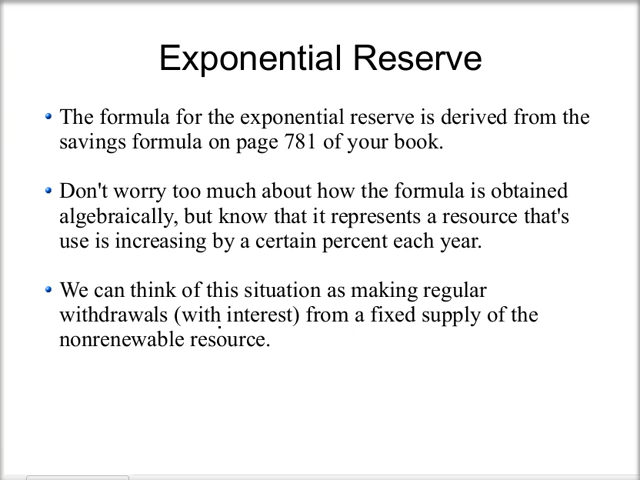 Exponential Reserve
The formula for the exponential reserve is derived from the
savings formula on page 781 of your book.
Don't worry too much about how the formula is obtained
algebraically, but know that it represents a resource that's
use is increasing by a certain percent each year.
We can think of this situation as making regular
withdrawals (with interest) from a fixed supply of the
nonrenewable resource.